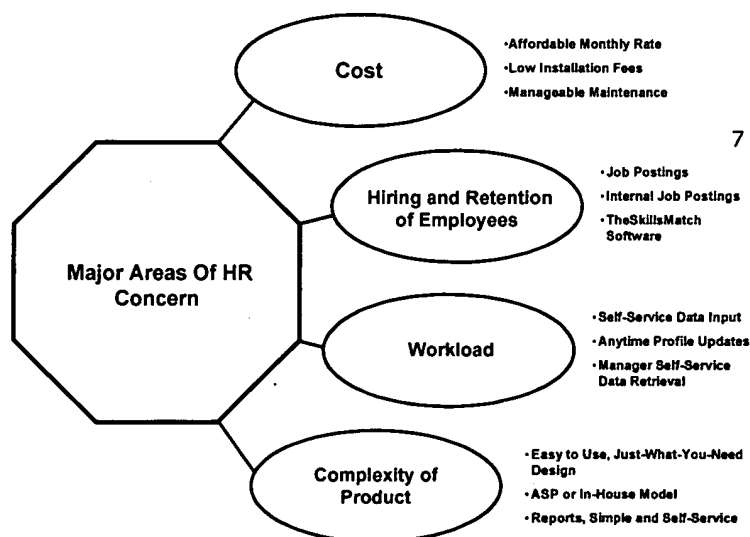 Cost
•Affordable Monthly Rate
•Low Installation Fees
•Manageable Maintenance
7
Hiring and Retention
of Employees
•Job Postings
•Internal Job Postings
•TheSkillsMatch
Software
Major Areas Of HR
Concern
Workload
•Self-Service Data Input
•Anytime Profile Updates
•Manager Self-Service
Data Retrieval
Complexity of
Product
•Easy to Use, Just-What-You-Need
Design
•ASP or In-House Model
•Reports, Simple and Self-Service